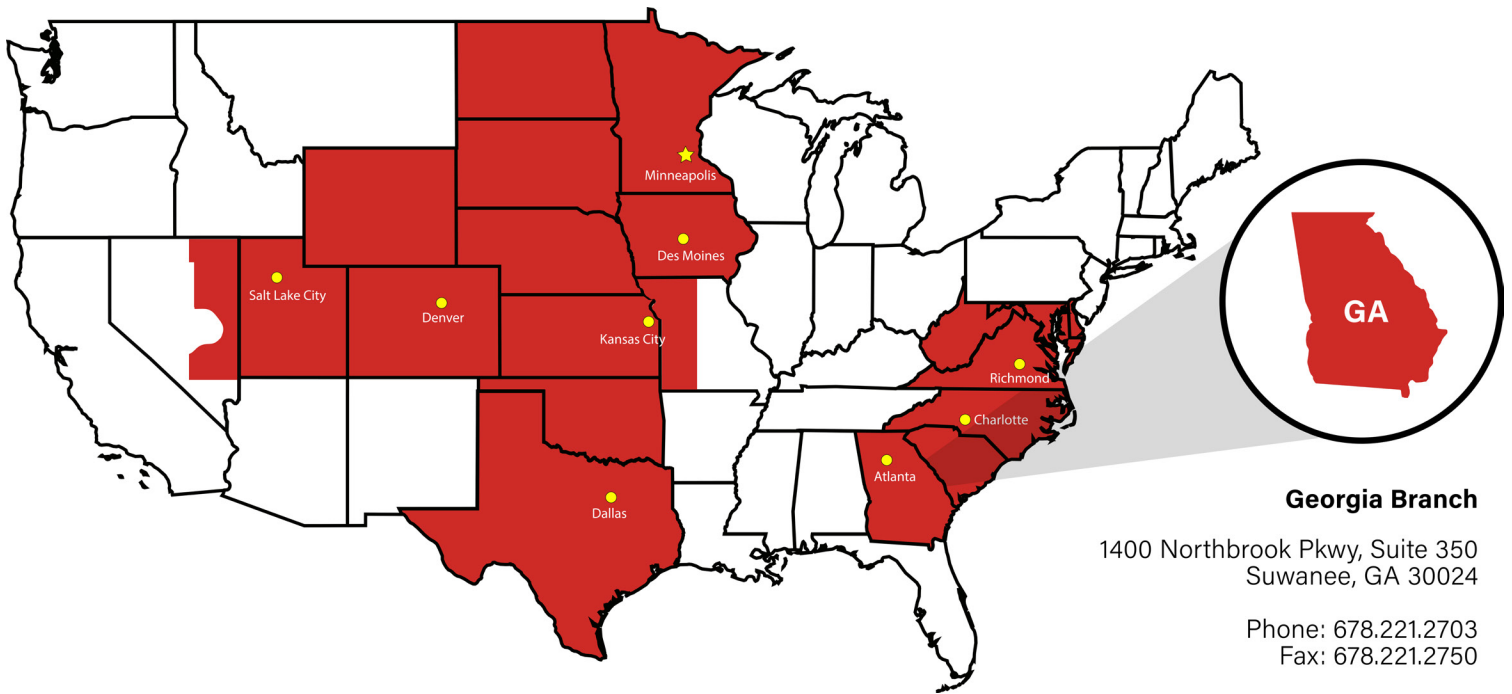 Minneapolis
Des Moines
Salt Lake City
Denver
Kansas City
Richmond
Charlotte
Atlanta
Dallas
GA
Georgia Branch
1400 Northbrook Pkwy, Suite 350
Suwanee, GA 30024
Phone: 678.221.2703
Fax: 678.221.2750